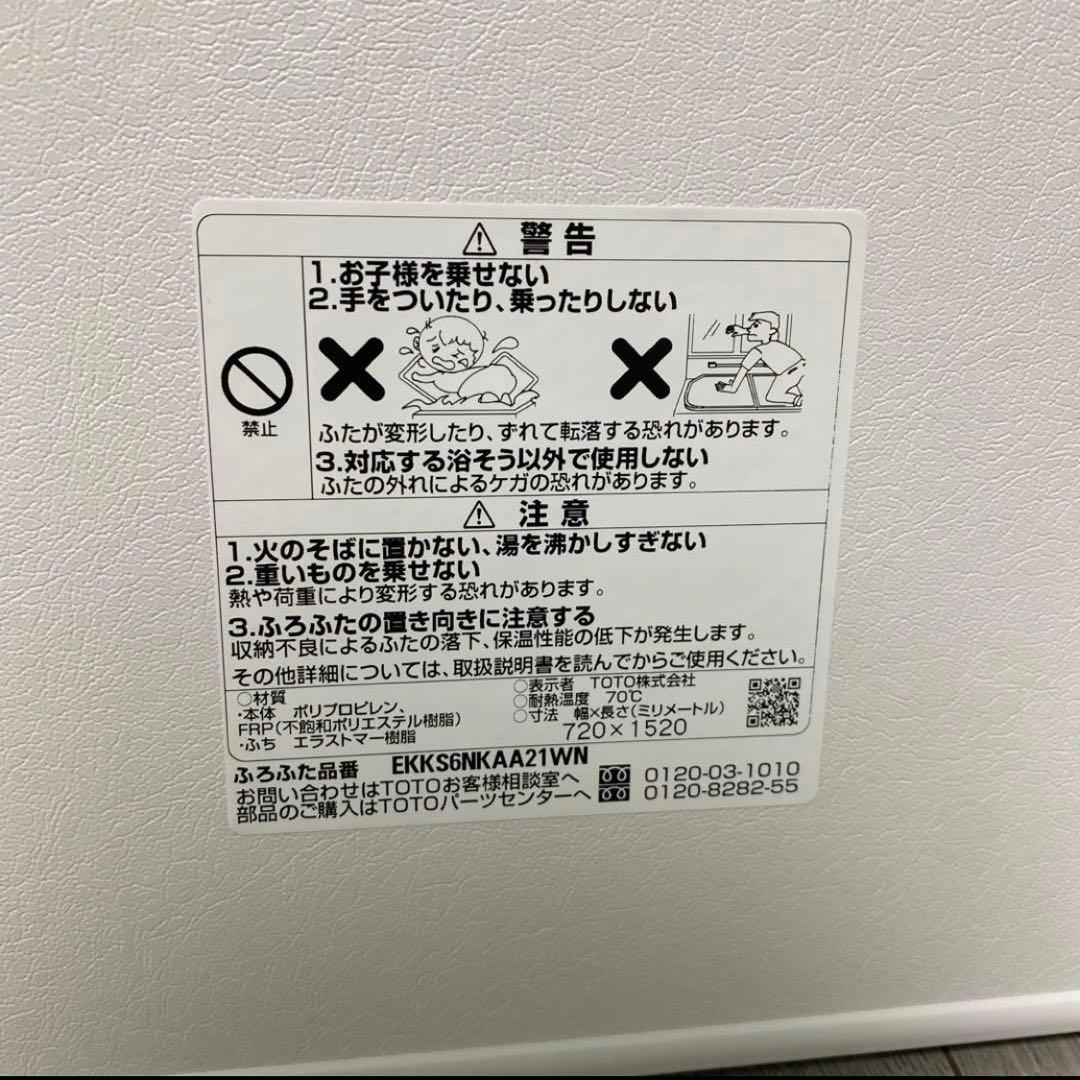 ⚠ 警告
1.お子様を乗せない
2.手をついたり、乗ったりしない
禁止
ふたが変形したり、ずれて転落する恐れがあります。
3.対応する浴そう以外で使用しない
ふたの外れによるケガの恐れがあります。
⚠ 注意
1.火のそばに置かない、湯を沸かしすぎない
2.重いものを乗せない
熱や荷重により変形する恐れがあります。
3.ふろふたの置き向きに注意する
収納不良によるふたの落下、保温性能の低下が発生します。
その他詳細については、取扱説明書を読んでからご使用ください。
○材質
・本体 ポリプロピレン、
FRP(不飽和ポリエステル樹脂)
・ふち エラストマー樹脂
○表示者 TOTO株式会社
○耐熱温度 70℃
○寸法 幅×長さ(ミリメートル)
720×1520
ふろふた品番 EKKS6NKAA21WN
お問い合わせはTOTOお客様相談室へ 0120-03-1010
部品のご購入はTOTOパーツセンターへ 0120-8282-55